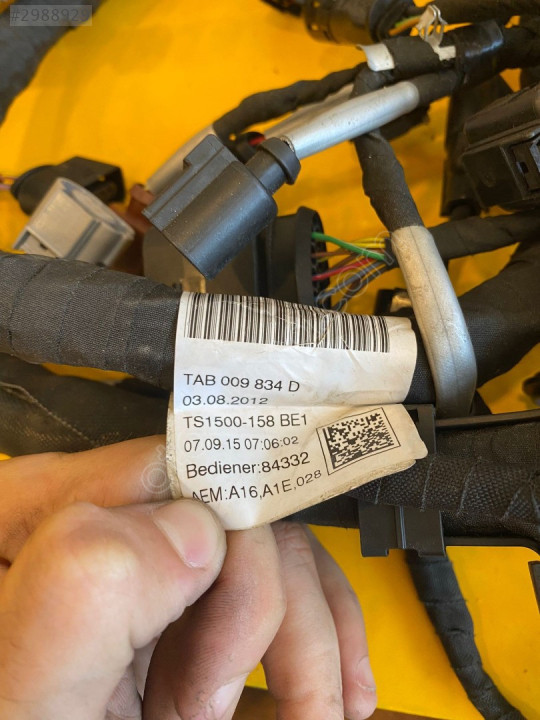 #2988929
TAB 009 834 D
03.08.2012
TS1500-158 BE1
07.09.15 07:06:02
Bediener:84332
AEM:A16,A1E,028